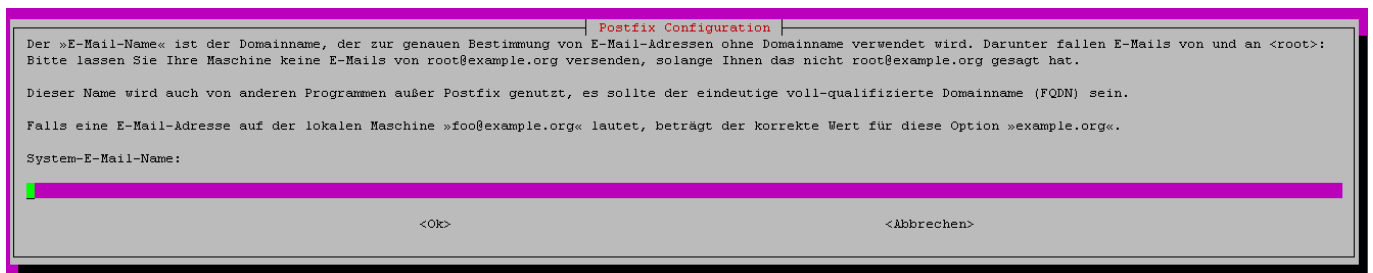 Postfix Configuration
Der »E-Mail-Name« ist der Domainname, der zur genauen Bestimmung von E-Mail-Adressen ohne Domainname verwendet wird. Darunter fallen E-Mails von und an <root>:
Bitte lassen Sie Ihre Maschine keine E-Mails von root@example.org versenden, solange Ihnen das nicht root@example.org gesagt hat.
Dieser Name wird auch von anderen Programmen außer Postfix genutzt, es sollte der eindeutige voll-qualifizierte Domainname (FQDN) sein.
Falls eine E-Mail-Adresse auf der lokalen Maschine »foo@example.org« lautet, beträgt der korrekte Wert für diese Option »example.org«.
System-E-Mail-Name:
<Ok> <Abbrechen>